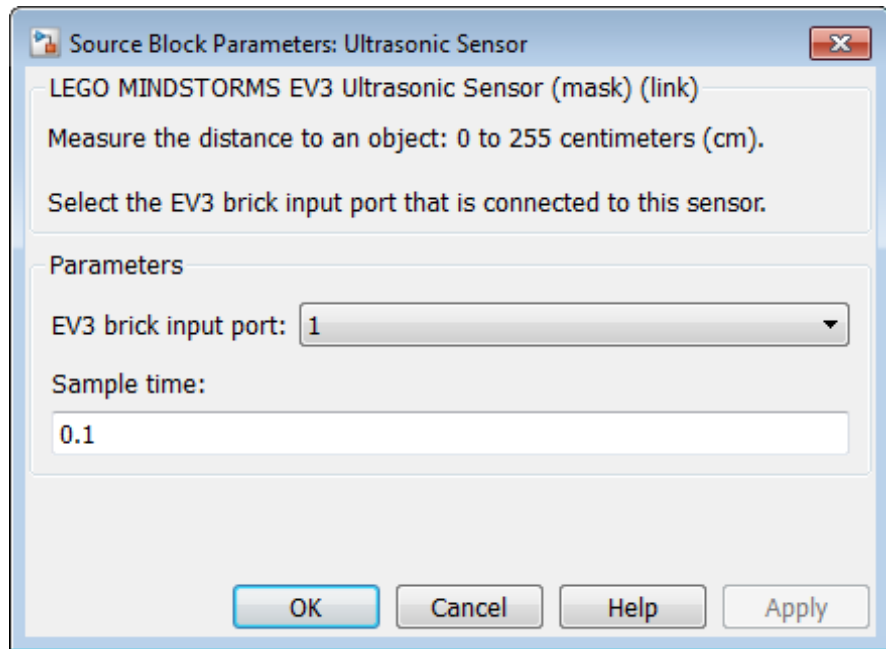 Source Block Parameters: Ultrasonic Sensor
LEGO MINDSTORMS EV3 Ultrasonic Sensor (mask) (link)
Measure the distance to an object: 0 to 255 centimeters (cm).
Select the EV3 brick input port that is connected to this sensor.
Parameters
EV3 brick input port: 1
Sample time:
0.1
OK Cancel Help Apply